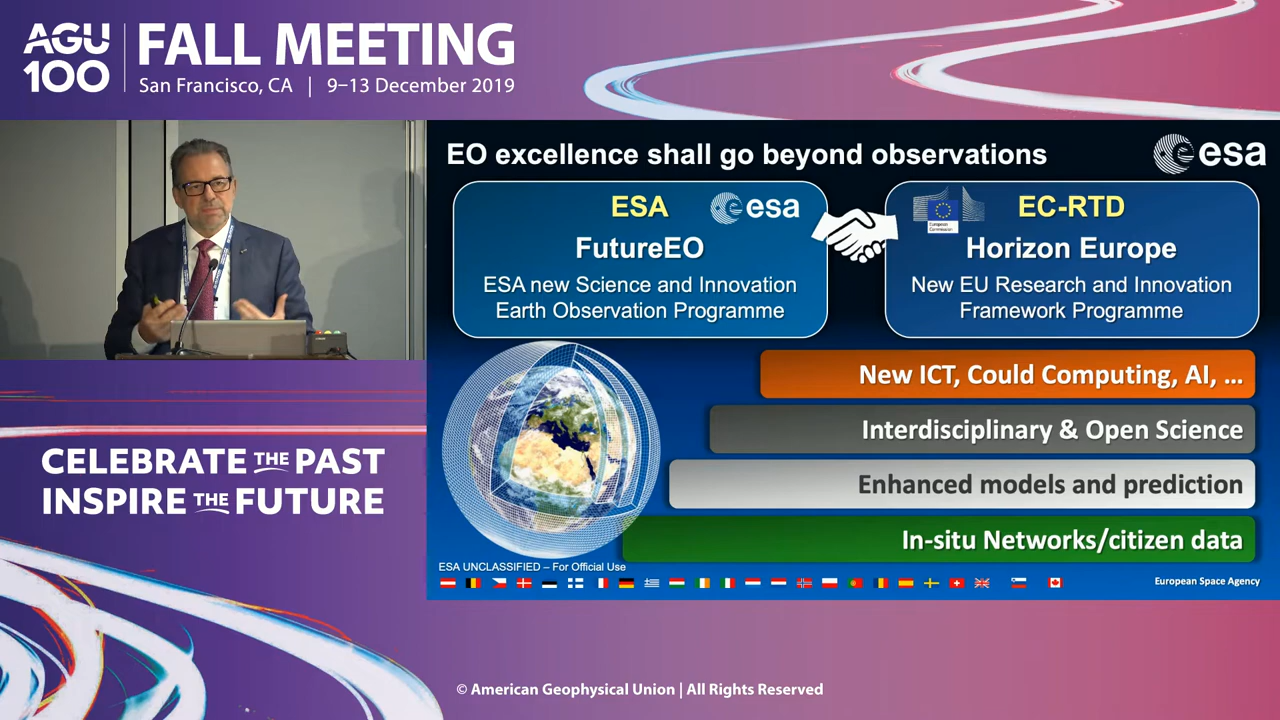 AGU
100
FALL MEETING
San Francisco, CA | 9–13 December 2019
EO excellence shall go beyond observations
esa
ESA
esa
FutureEO
ESA new Science and Innovation
Earth Observation Programme
European
Commission
EC-RTD
Horizon Europe
New EU Research and Innovation
Framework Programme
New ICT, Could Computing, AI, ...
Interdisciplinary & Open Science
Enhanced models and prediction
In-situ Networks/citizen data
ESA UNCLASSIFIED – For Official Use
European Space Agency
CELEBRATE THE PAST
INSPIRE THE FUTURE
© American Geophysical Union | All Rights Reserved